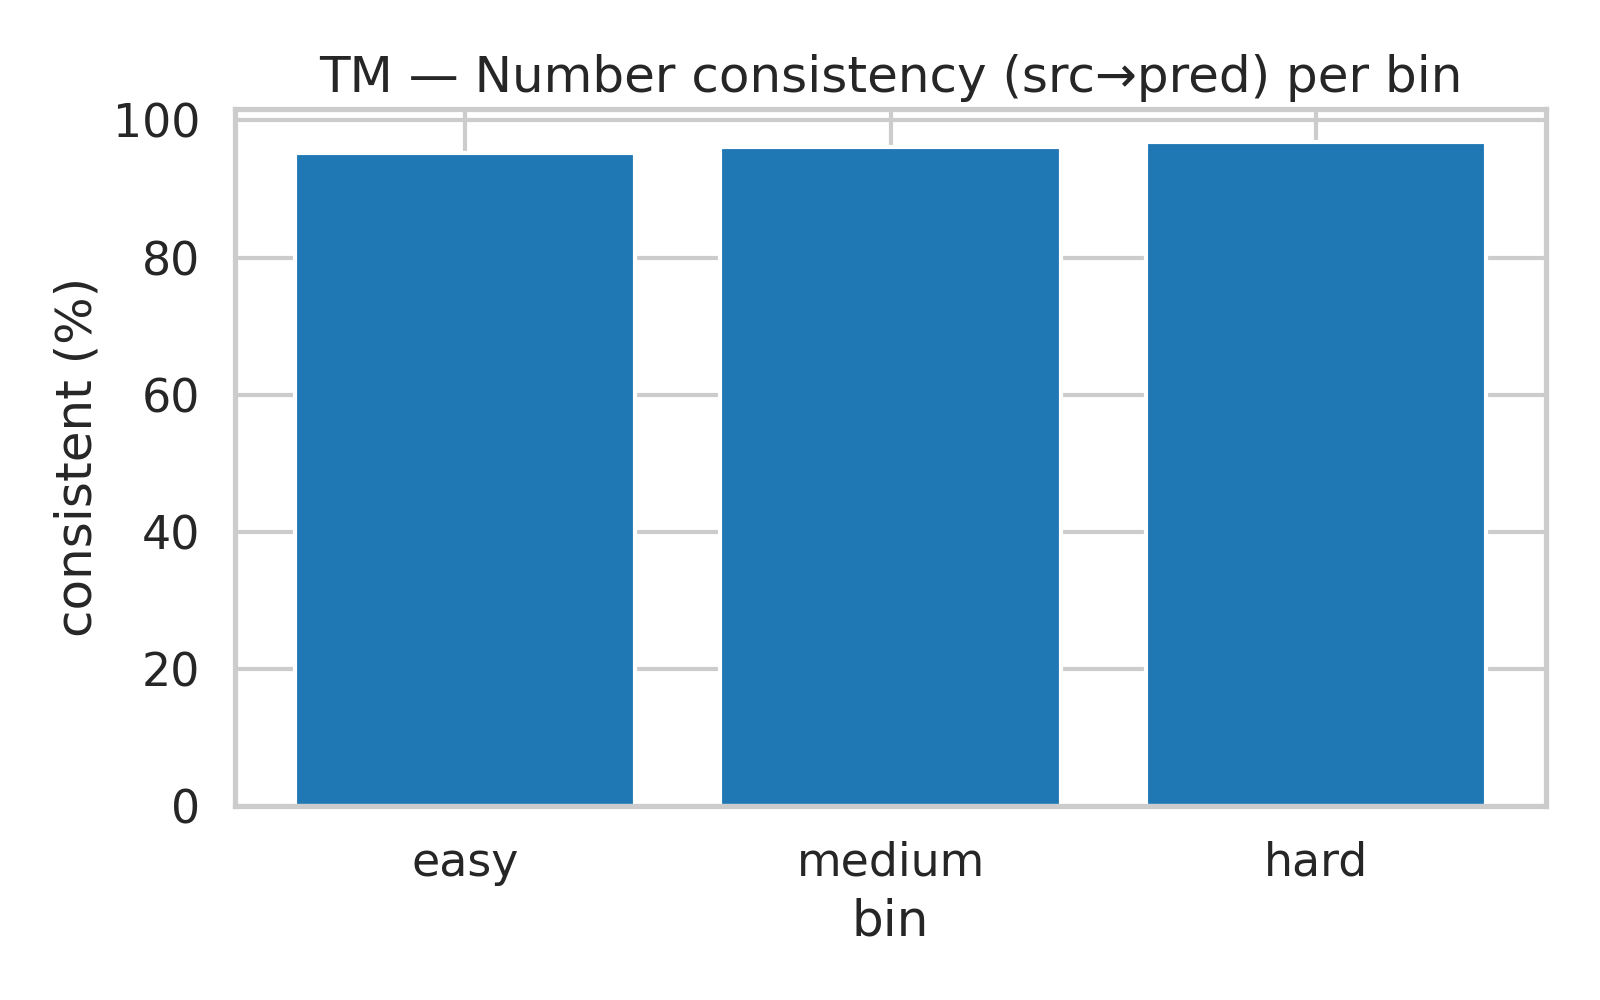 TM — Number consistency (src→pred) per bin
100
80
60
40
20
0
consistent (%)
easy medium hard
bin